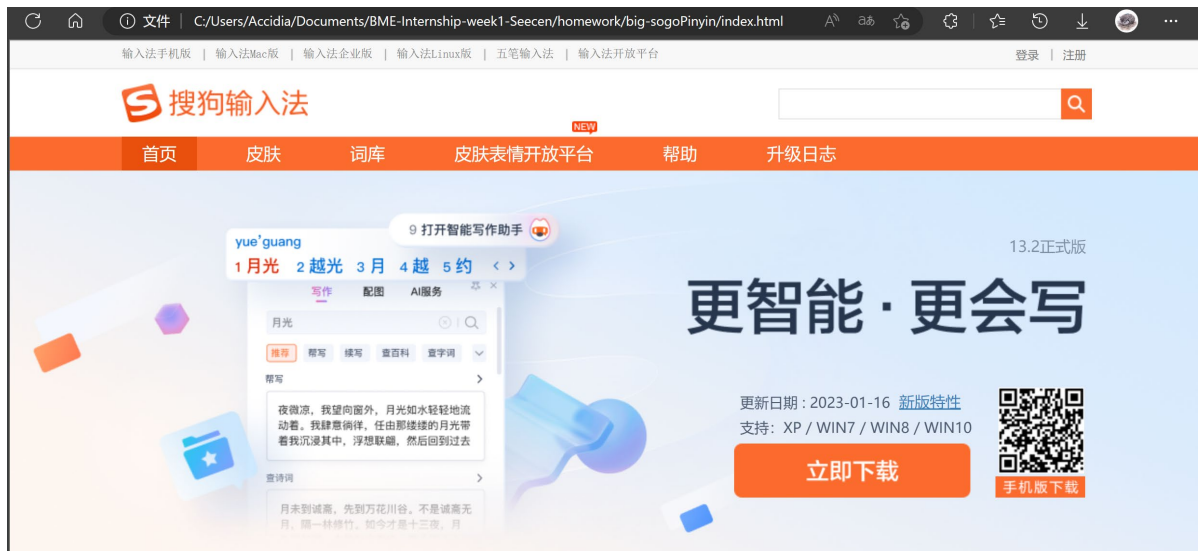 文件 | C:/Users/Accidia/Documents/BME-Internship-week1-Seecen/homework/big-sogoPinyin/index.html
输入法手机版 | 输入法Mac版 | 输入法企业版 | 输入法Linux版 | 五笔输入法 | 输入法开放平台
登录 | 注册
搜狗输入法
NEW
首页 皮肤 词库 皮肤表情开放平台 帮助 升级日志
9 打开智能写作助手
yue'guang
1 月光 2 越光 3 月 4 越 5 约 < >
写作 配图 AI服务
月光
推荐 帮写 续写 查百科 查字词
帮写
夜微凉，我望向窗外，月光如水轻轻地流
动着。我肆意徜徉，任由那缕缕的月光带
着我沉浸其中，浮想联翩，然后回到过去
查诗词
月未到诚斋，先到万花川谷。不是诚斋无
月，隔一林修竹。如今才是十三夜。月
13.2正式版
更智能·更会写
更新日期 : 2023-01-16 新版特性
支持：XP / WIN7 / WIN8 / WIN10
立即下载
手机版下载